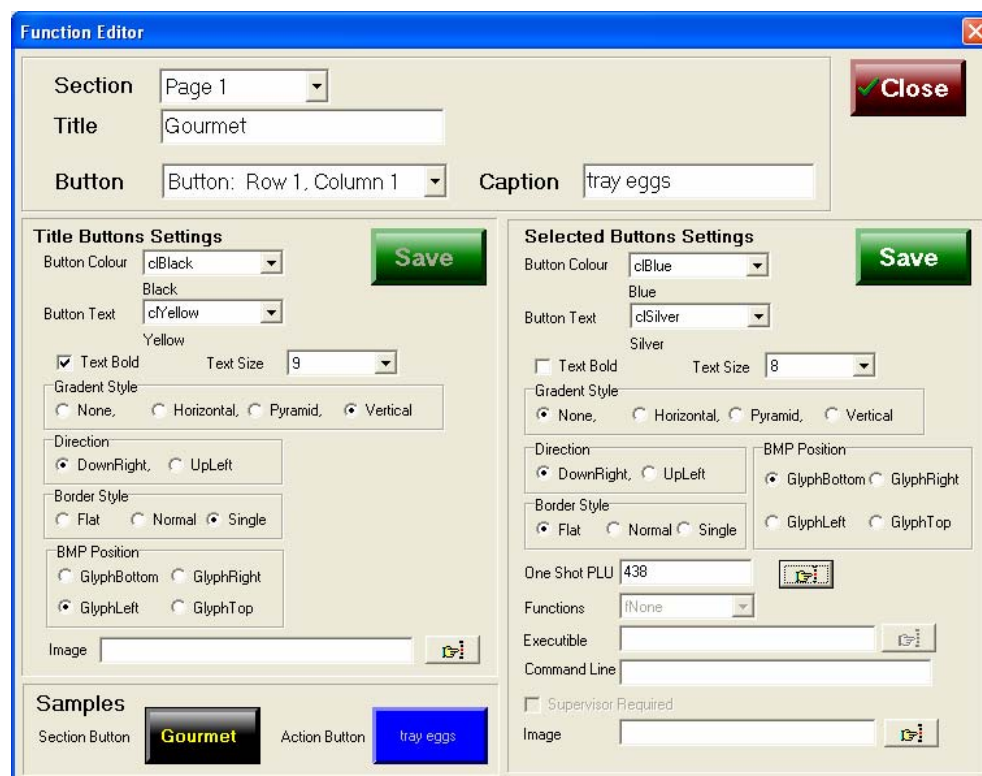 Function Editor
Section Page 1
Close
Title Gourmet
Button Button: Row 1, Column 1 Caption tray eggs
Title Buttons Settings
Save
Button Colour clBlack
Black
Button Text clYellow
Yellow
Text Bold Text Size 9
Gradent Style
None, Horizontal, Pyramid, Vertical
Direction
DownRight, UpLeft
Border Style
Flat Normal Single
BMP Position
GlyphBottom GlyphRight
GlyphLeft GlyphTop
Image
Samples
Section Button Gourmet Action Button tray eggs
Selected Buttons Settings
Save
Button Colour clBlue
Blue
Button Text clSilver
Silver
Text Bold Text Size 8
Gradent Style
None, Horizontal, Pyramid, Vertical
Direction
DownRight, UpLeft
Border Style
Flat Normal Single
BMP Position
GlyphBottom GlyphRight
GlyphLeft GlyphTop
One Shot PLU 438
Functions fNone
Executible
Command Line
Supervisor Required
Image